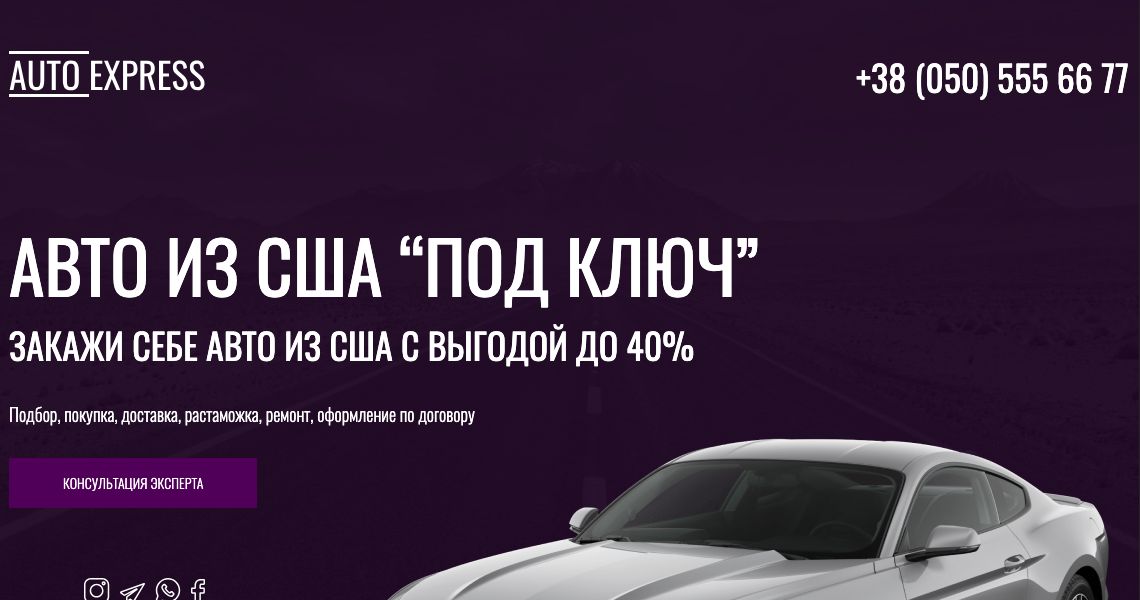 AUTO EXPRESS
+38 (050) 555 66 77
АВТО ИЗ США “ПОД КЛЮЧ”
ЗАКАЖИ СЕБЕ АВТО ИЗ США С ВЫГОДОЙ ДО 40%
Подбор, покупка, доставка, растаможка, ремонт, оформление по договору
КОНСУЛЬТАЦИЯ ЭКСПЕРТА